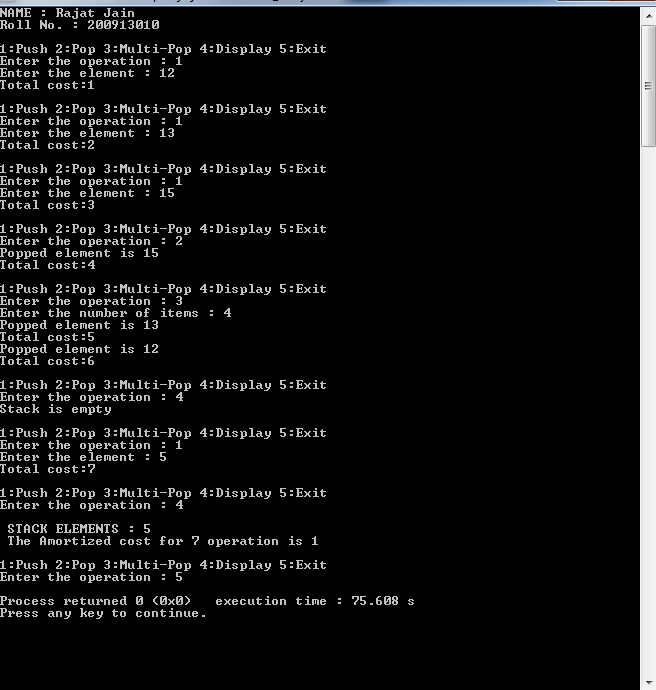 NAME : Rajat Jain
Roll No. : 200913010
1:Push 2:Pop 3:Multi-Pop 4:Display 5:Exit
Enter the operation : 1
Enter the element : 12
Total cost:1
1:Push 2:Pop 3:Multi-Pop 4:Display 5:Exit
Enter the operation : 1
Enter the element : 13
Total cost:2
1:Push 2:Pop 3:Multi-Pop 4:Display 5:Exit
Enter the operation : 1
Enter the element : 15
Total cost:3
1:Push 2:Pop 3:Multi-Pop 4:Display 5:Exit
Enter the operation : 2
Popped element is 15
Total cost:4
1:Push 2:Pop 3:Multi-Pop 4:Display 5:Exit
Enter the operation : 3
Enter the number of items : 4
Popped element is 13
Total cost:5
Popped element is 12
Total cost:6
1:Push 2:Pop 3:Multi-Pop 4:Display 5:Exit
Enter the operation : 4
Stack is empty
1:Push 2:Pop 3:Multi-Pop 4:Display 5:Exit
Enter the operation : 1
Enter the element : 5
Total cost:7
1:Push 2:Pop 3:Multi-Pop 4:Display 5:Exit
Enter the operation : 4
STACK ELEMENTS : 5
The Amortized cost for 7 operation is 1
1:Push 2:Pop 3:Multi-Pop 4:Display 5:Exit
Enter the operation : 5
Process returned 0 (0x0)   execution time : 75.608 s
Press any key to continue.